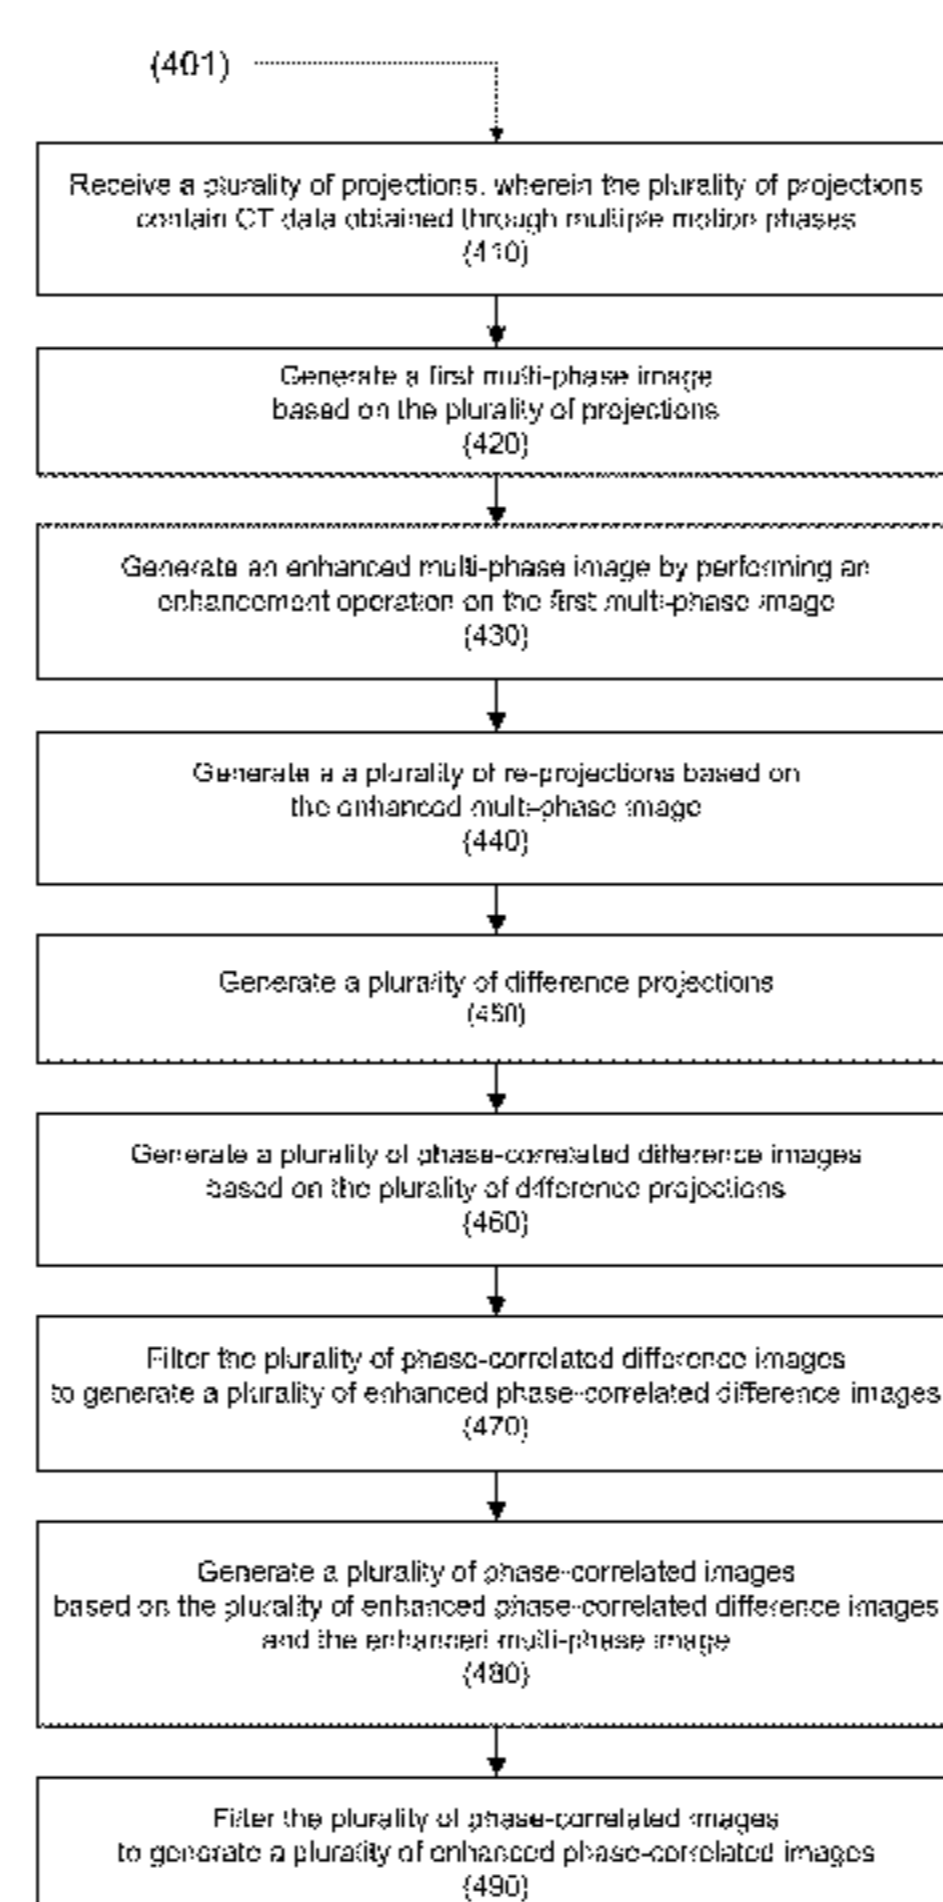 (401)
Receive a plurality of projections, wherein the plurality of projections
contain CT data obtained through multiple motion phases
(410)
Generate a first multi-phase image
based on the plurality of projections
(420)
Generate an enhanced multi-phase image by performing an
enhancement operation on the first multi-phase image
(430)
Generate a a plurality of re-projections based on
the enhanced multi-phase image
(440)
Generate a plurality of difference projections
(450)
Generate a plurality of phase-correlated difference images
based on the plurality of difference projections
(460)
Filter the plurality of phase-correlated difference images
to generate a plurality of enhanced phase-correlated difference images
(470)
Generate a plurality of phase-correlated images
based on the plurality of enhanced phase-correlated difference images
and the enhanced multi-phase image
(480)
Filter the plurality of phase-correlated images
to generate a plurality of enhanced phase-correlated images
(490)